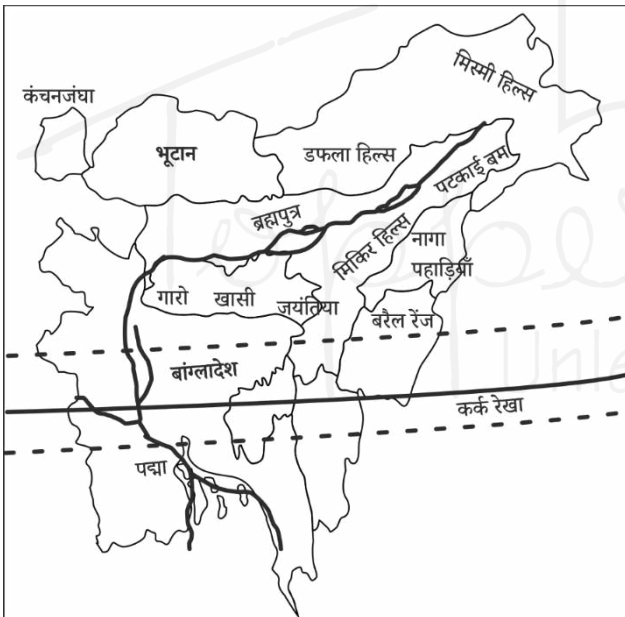 मिस्मी हिल्स
कंचनजंघा
भूटान
डफला हिल्स
पटकाई बम
ब्रह्मपुत्र
मिकिर हिल्स
नागा
पहाड़ियाँ
गारो खासी जयंतिया
बरैल रेंज
बांग्लादेश
कर्क रेखा
पद्मा